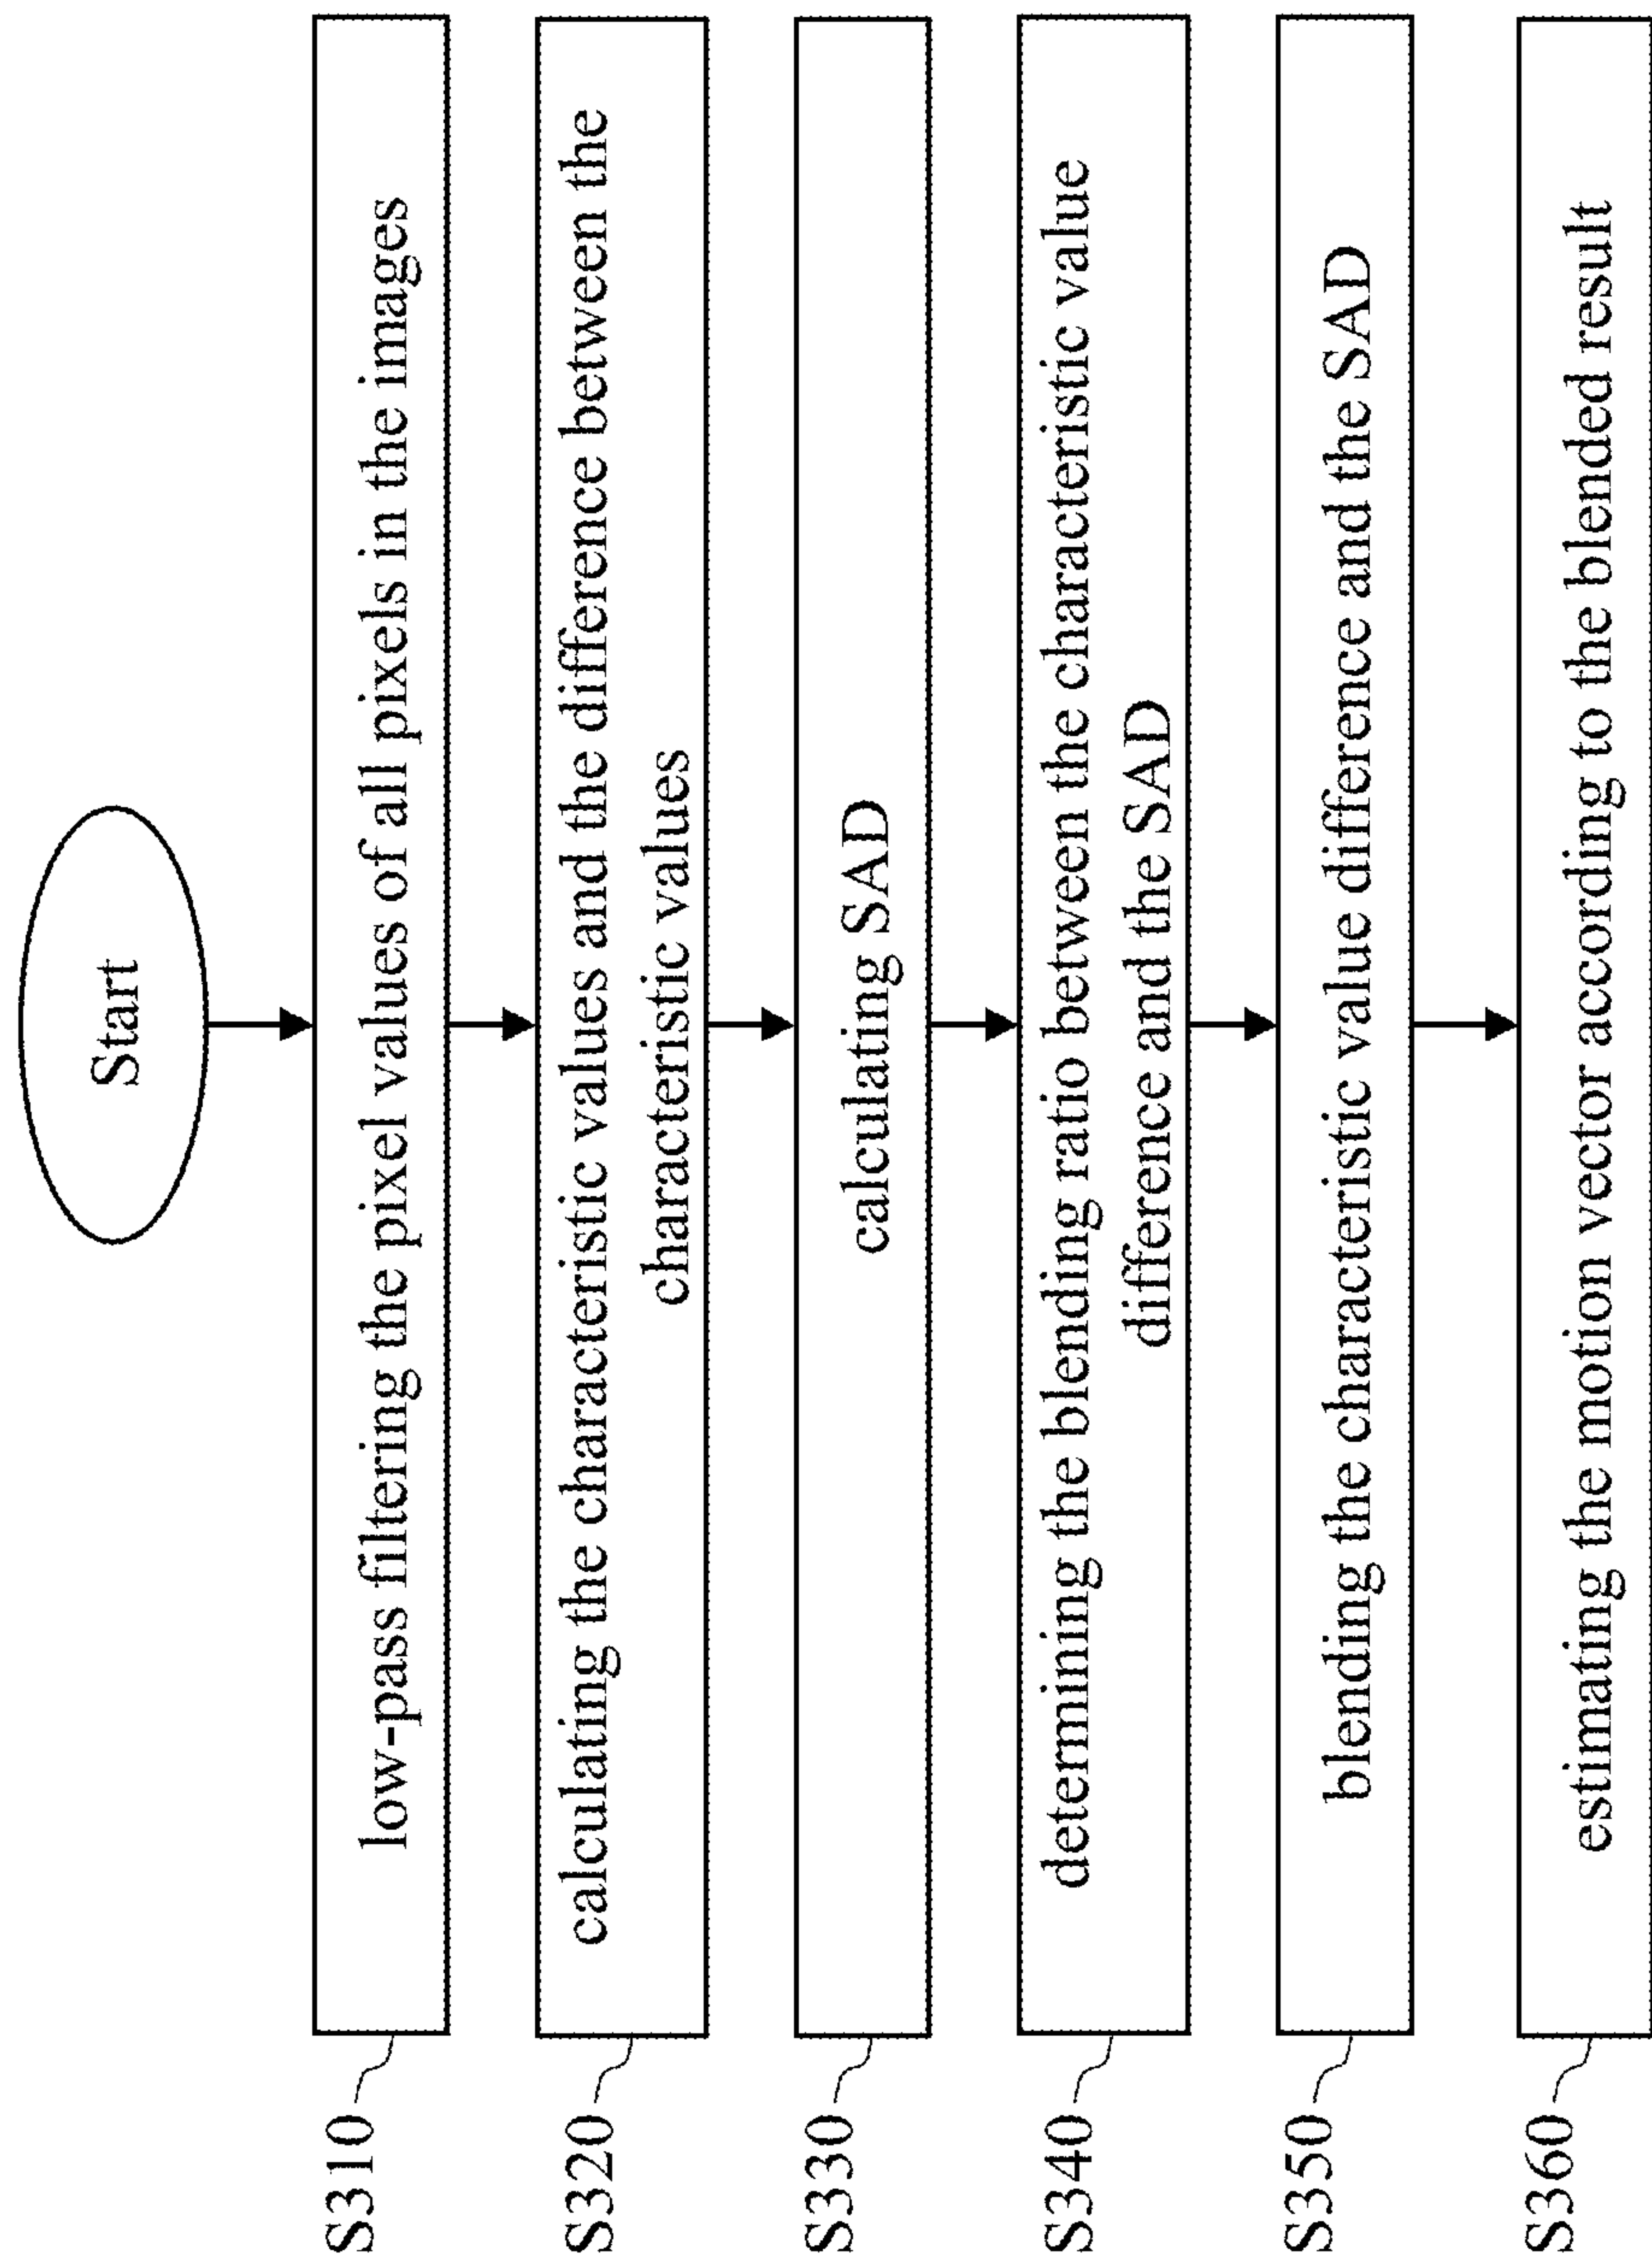 Start
S310
low-pass filtering the pixel values of all pixels in the images
S320
calculating the characteristic values and the difference between the
characteristic values
S330
calculating SAD
S340
determining the blending ratio between the characteristic value
difference and the SAD
S350
blending the characteristic value difference and the SAD
S360
estimating the motion vector according to the blended result